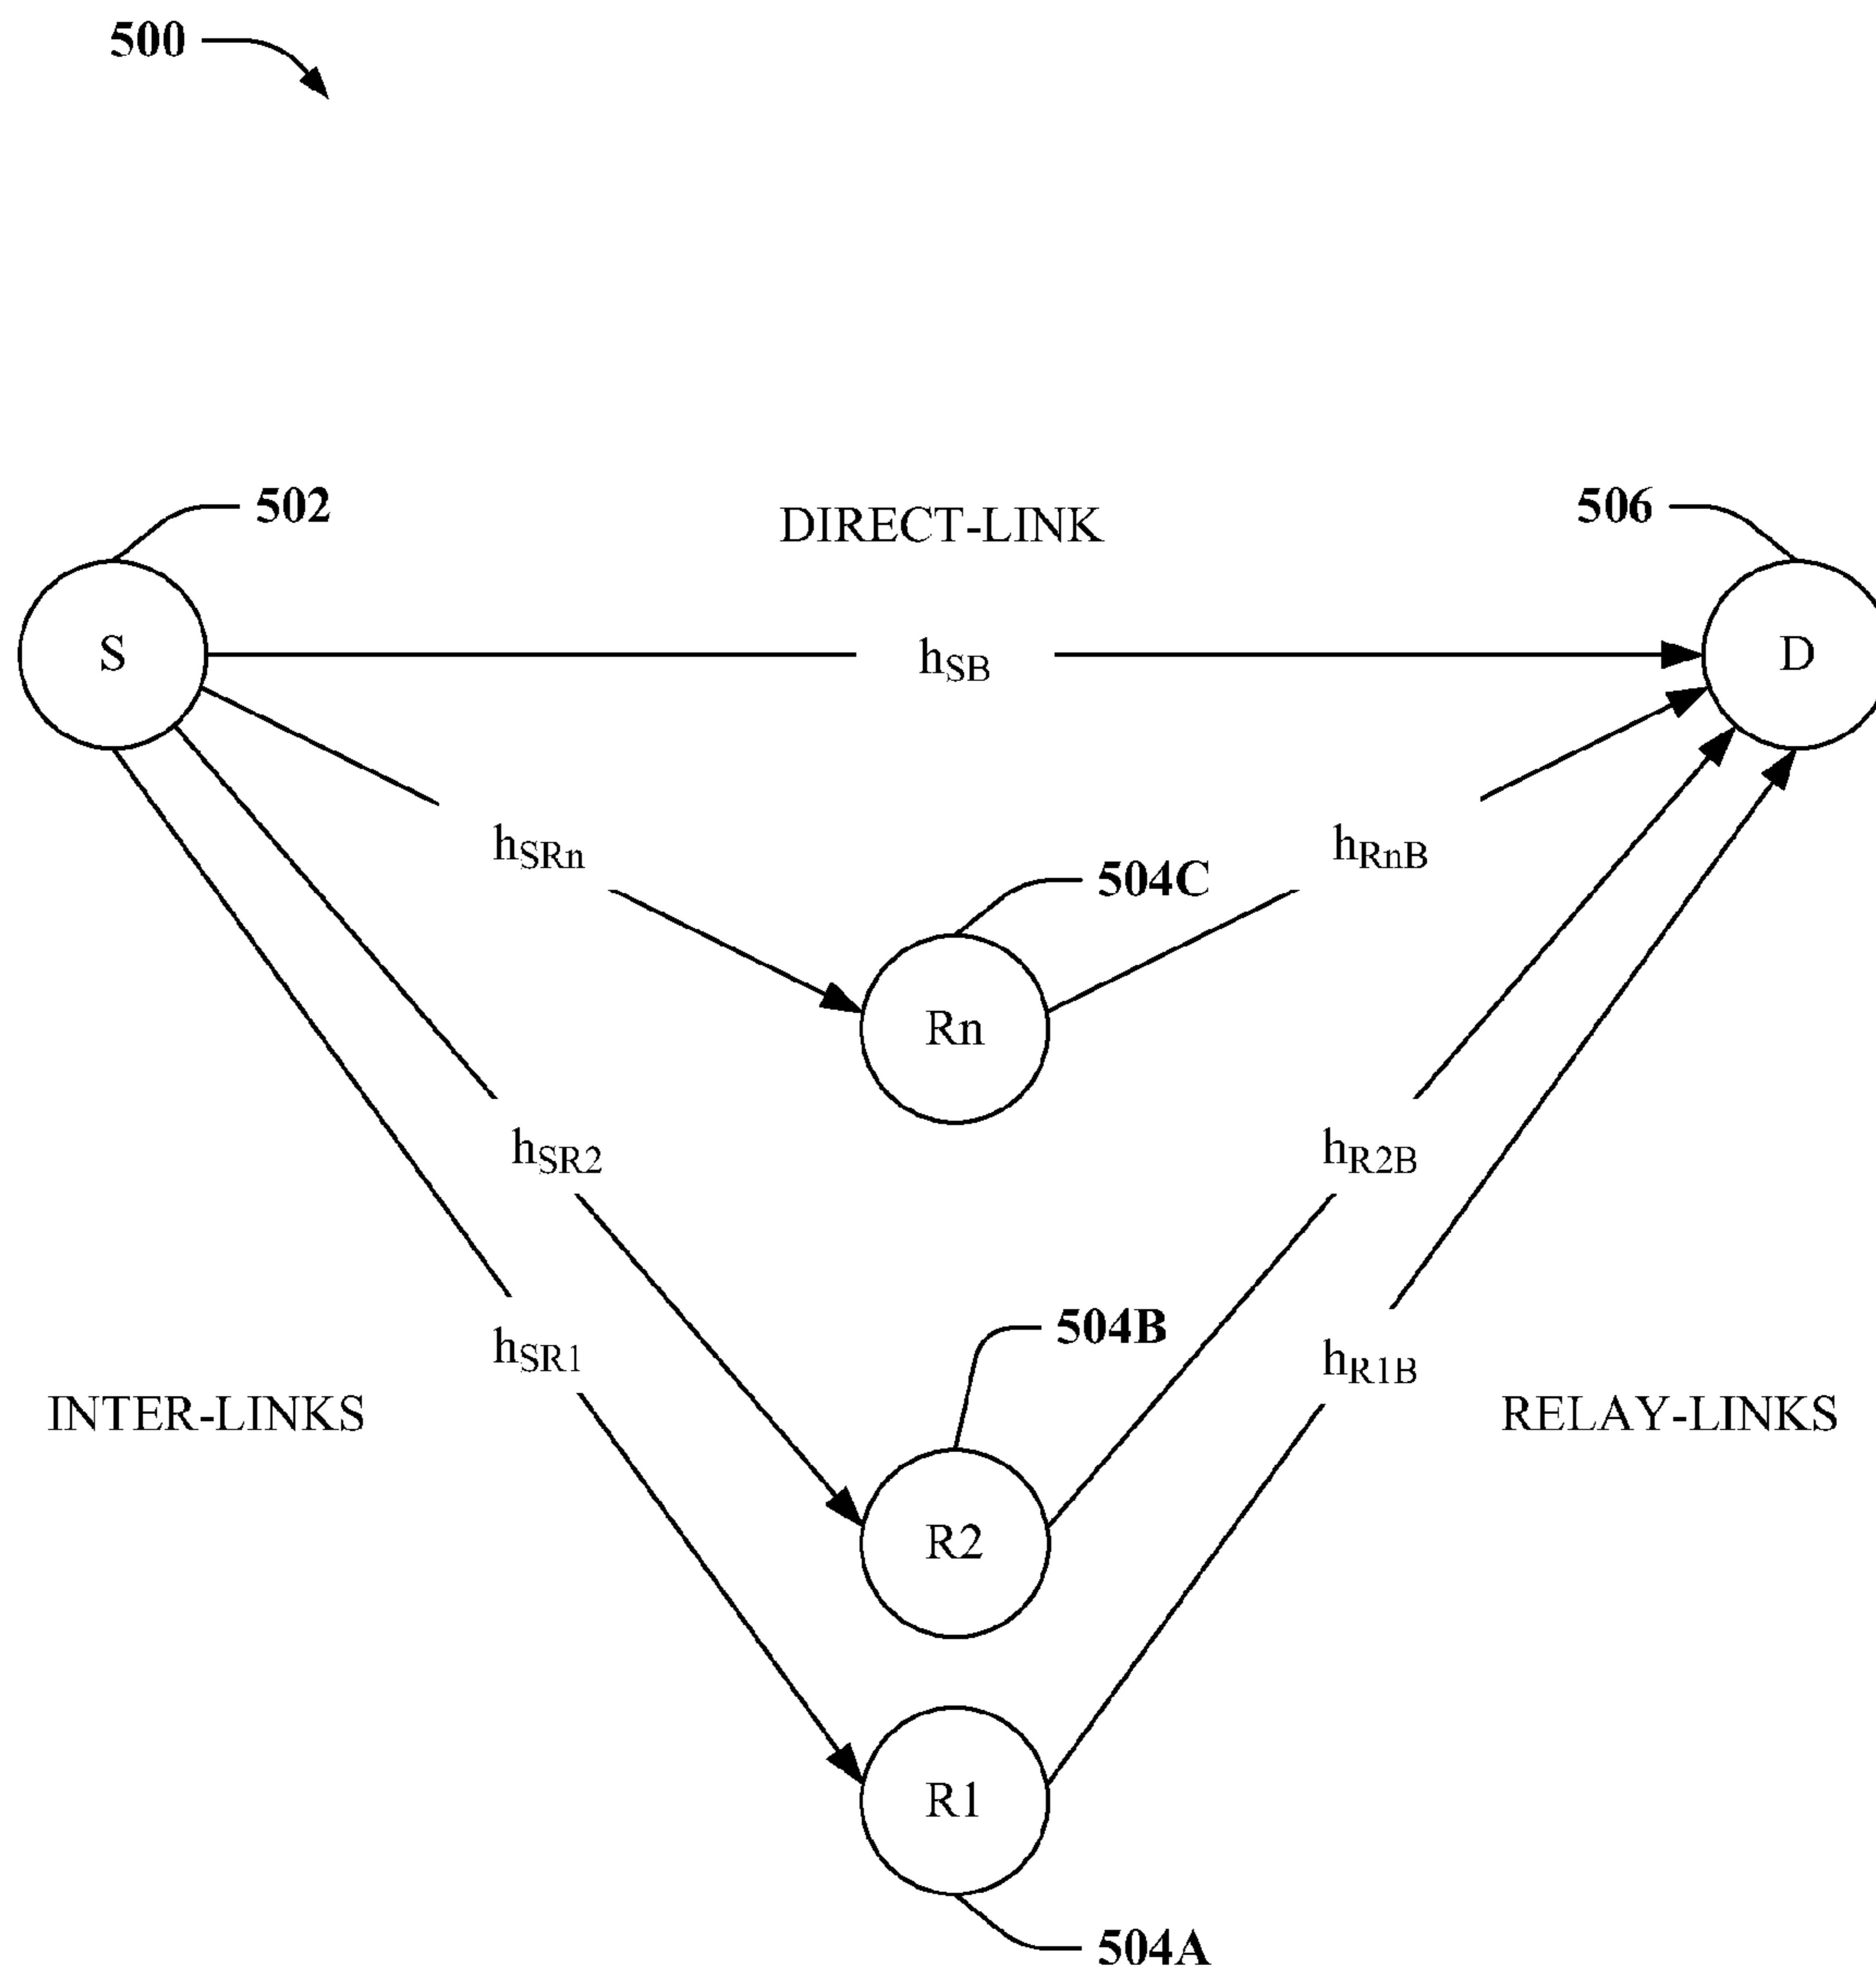 500
502
DIRECT-LINK
506
S
hSB
D
hSRn
hRnB
504C
Rn
hSR2
hR2B
504B
hSR1
hR1B
INTER-LINKS
RELAY-LINKS
R2
R1
504A